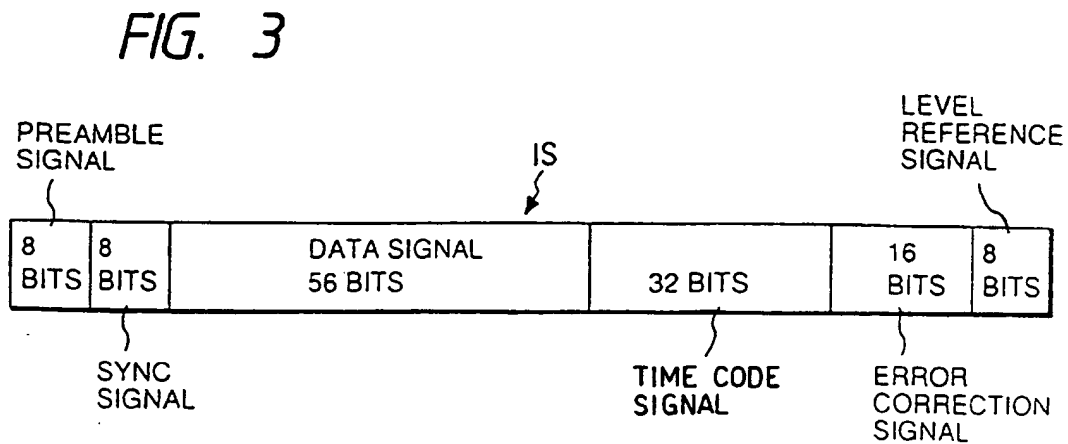 FIG. 3
PREAMBLE
SIGNAL
IS
LEVEL
REFERENCE
SIGNAL
8
BITS
8
BITS
DATA SIGNAL
56 BITS
32 BITS
16
BITS
8
BITS
SYNC
SIGNAL
TIME CODE
SIGNAL
ERROR
CORRECTION
SIGNAL